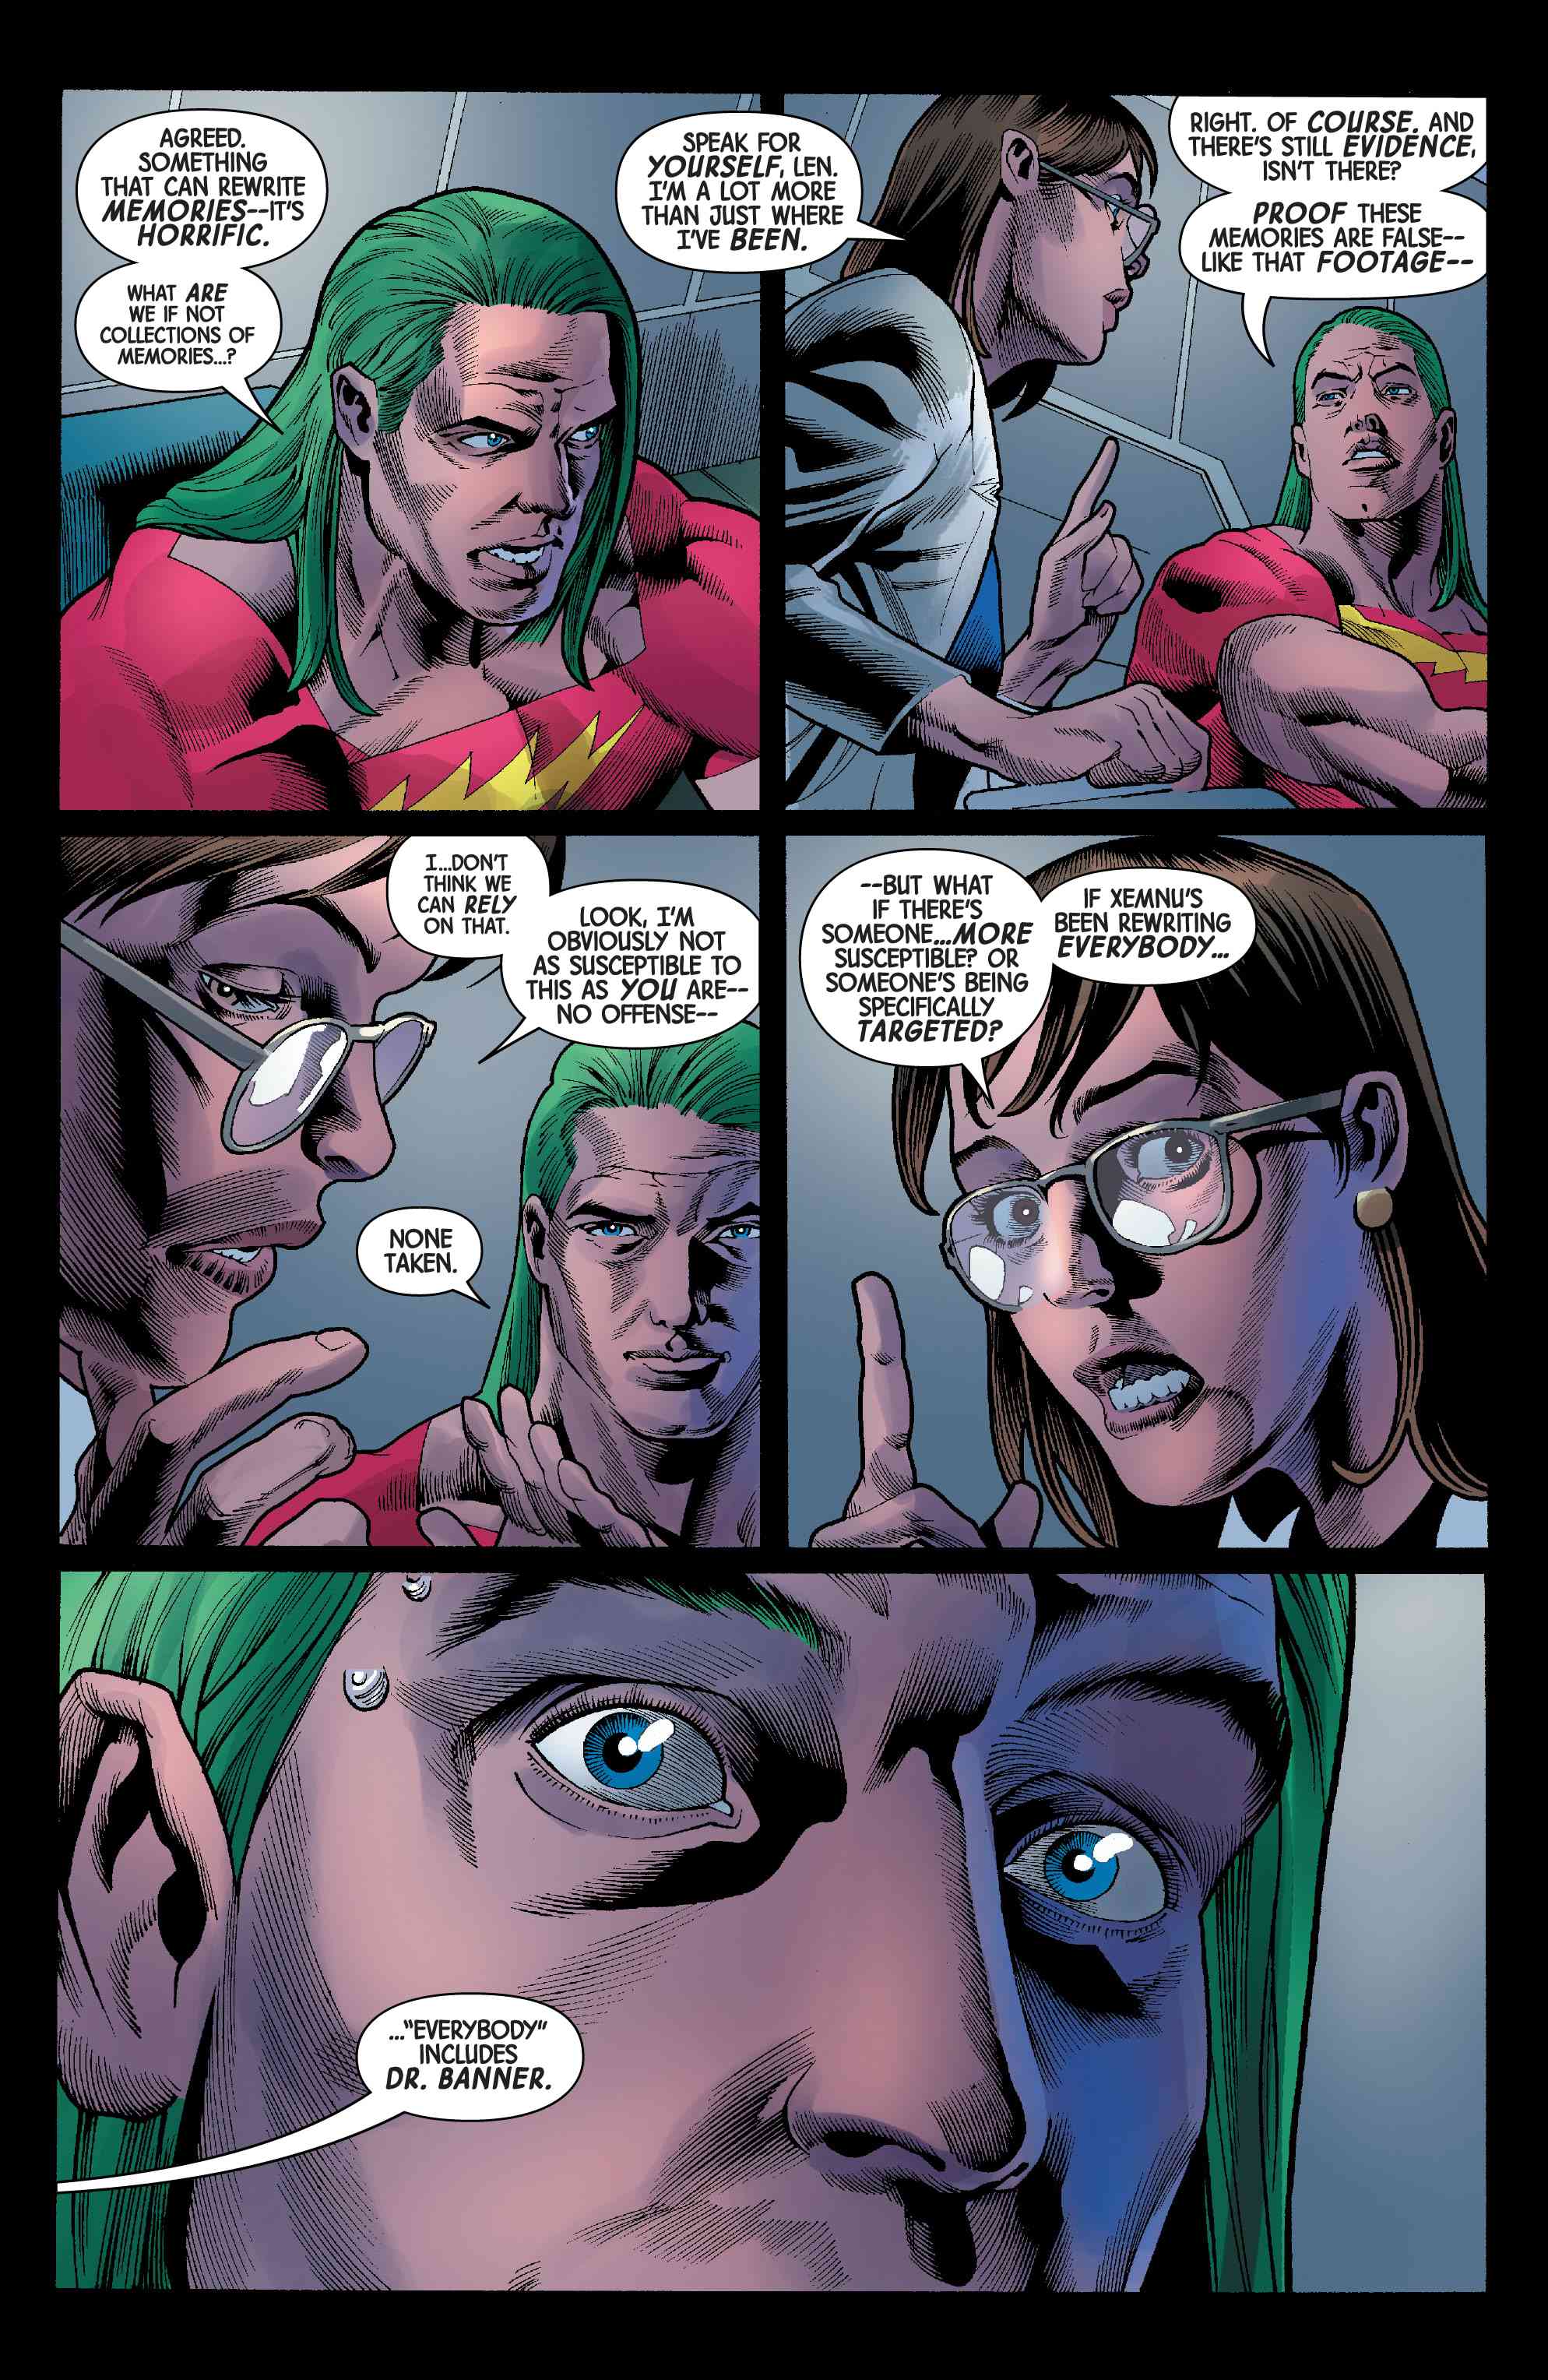 AGREED.
SOMETHING
THAT CAN REWRITE
MEMORIES--IT'S
HORRIFIC.
WHAT ARE
WE IF NOT
COLLECTIONS OF
MEMORIES...?
SPEAK FOR
YOURSELF, LEN.
I'M A LOT MORE
THAN JUST WHERE
I'VE BEEN.
RIGHT. OF COURSE. AND
THERE'S STILL EVIDENCE,
ISN'T THERE?
PROOF THESE
MEMORIES ARE FALSE--
LIKE THAT FOOTAGE--
I...DON'T
THINK WE
CAN RELY
ON THAT.
LOOK, I'M
OBVIOUSLY NOT
AS SUSCEPTIBLE TO
THIS AS YOU ARE--
NO OFFENSE--
NONE
TAKEN.
--BUT WHAT
IF THERE'S
SOMEONE...MORE
SUSCEPTIBLE? OR
SOMEONE'S BEING
SPECIFICALLY
TARGETED?
IF XEMNU'S
BEEN REWRITING
EVERYBODY...
..."EVERYBODY"
INCLUDES
DR. BANNER.